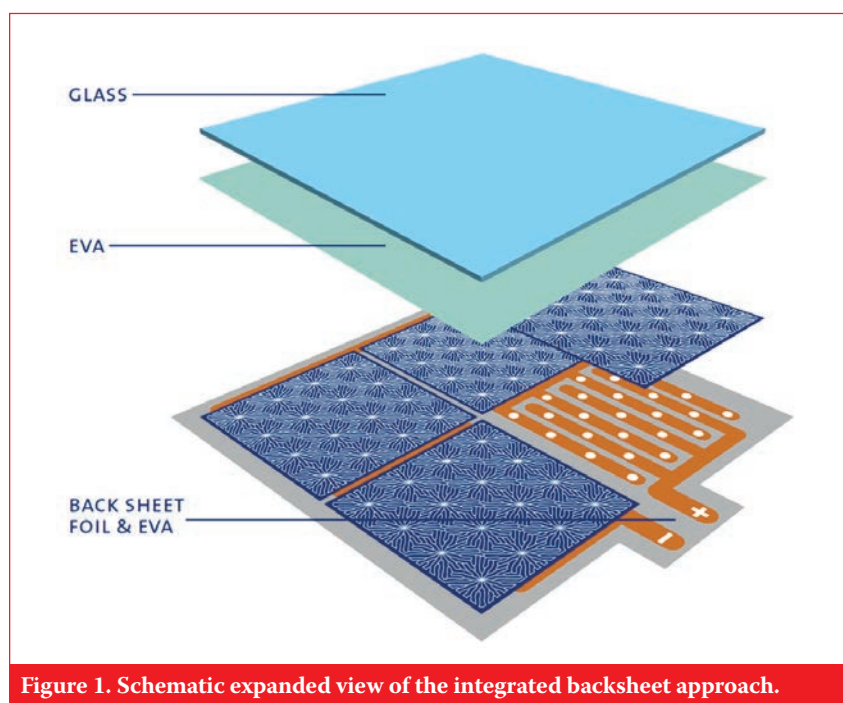 GLASS
EVA
BACK SHEET
FOIL & EVA
+
–
Figure 1. Schematic expanded view of the integrated backsheet approach.